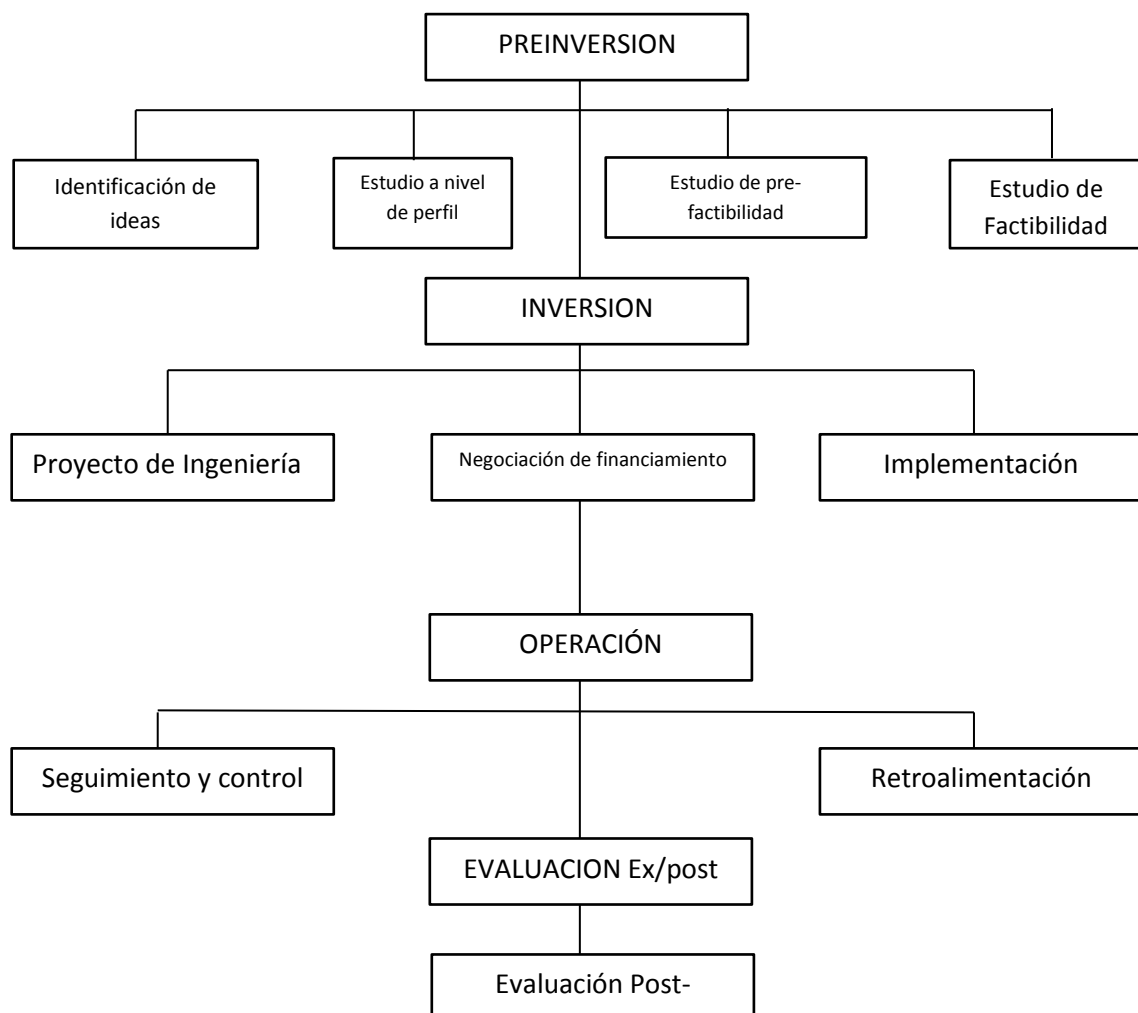 PREINVERSION
Identificación de
ideas
Estudio a nivel
de perfil
Estudio de pre-
factibilidad
Estudio de
Factibilidad
INVERSION
Proyecto de Ingeniería
Negociación de financiamiento
Implementación
OPERACIÓN
Seguimiento y control
Retroalimentación
EVALUACION Ex/post
Evaluación Post-